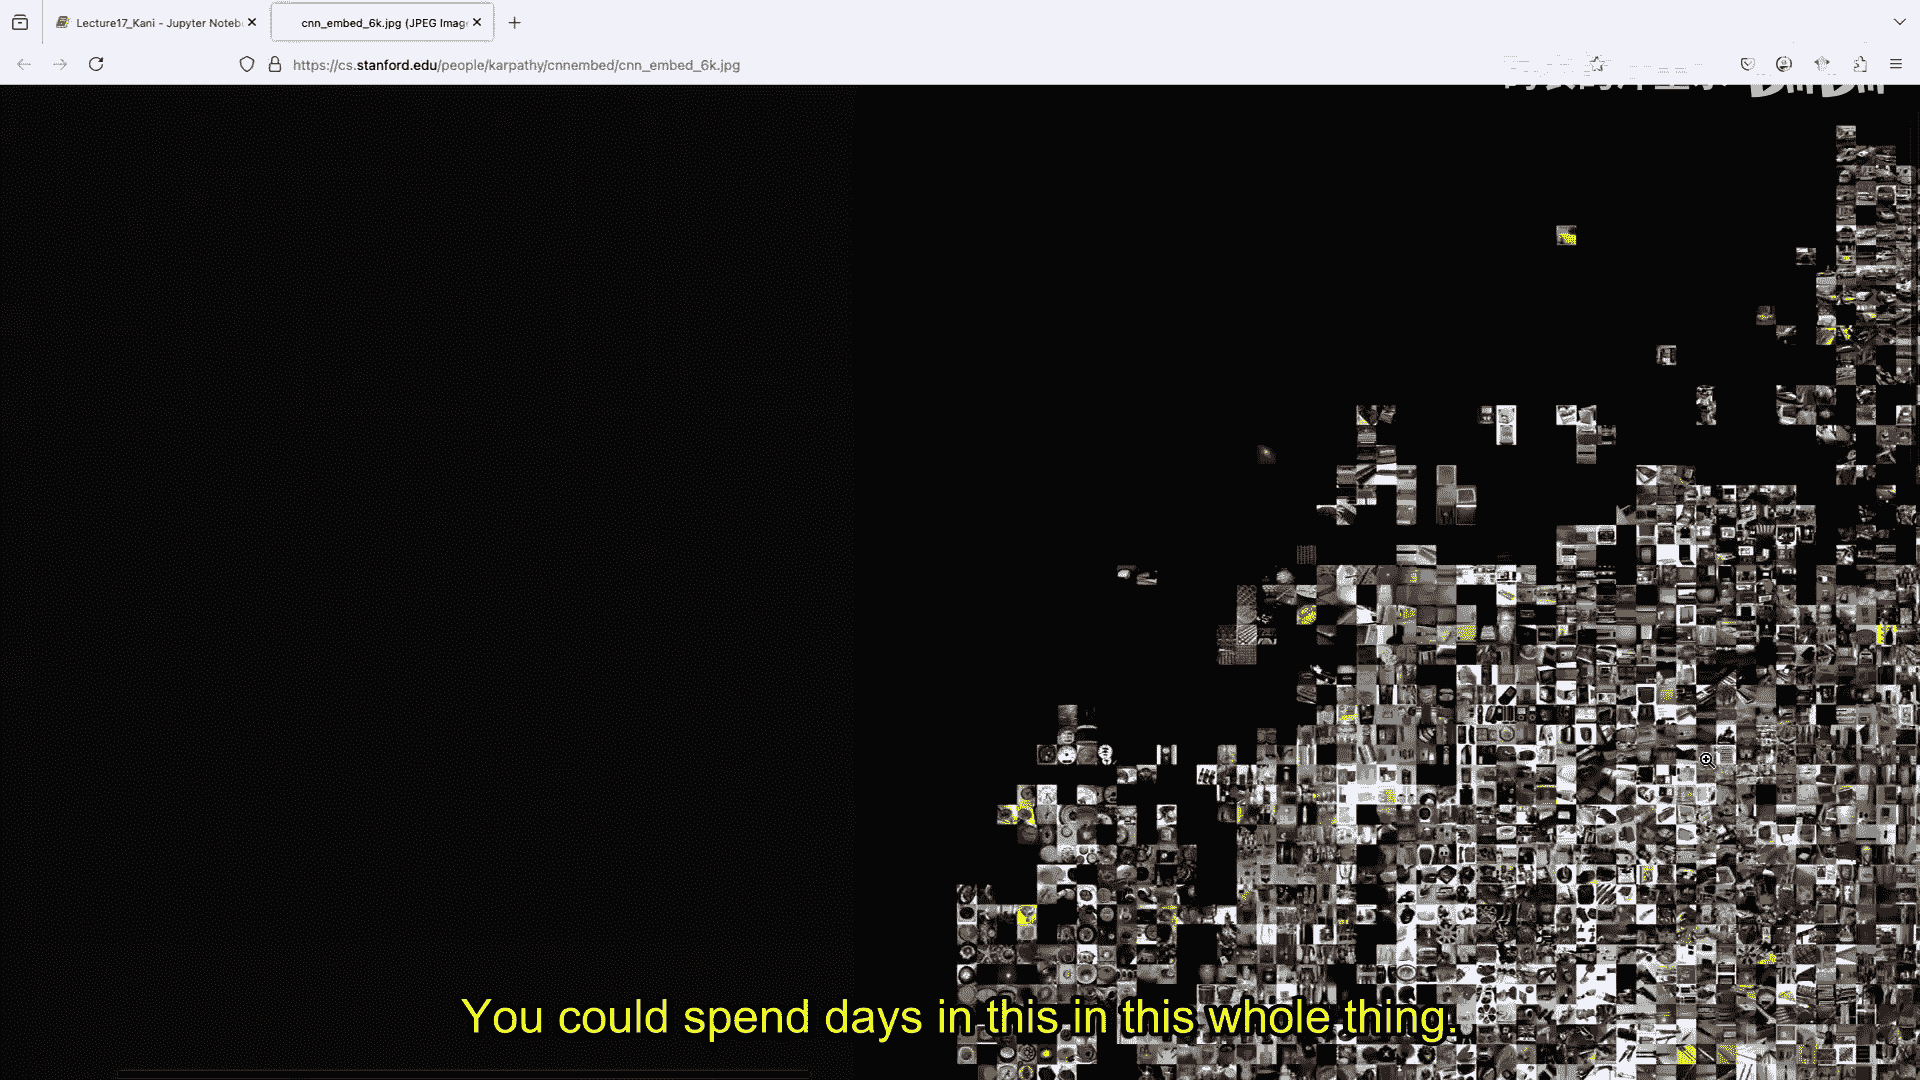 Lecture17_Kani - Jupyter Noteb
cnn_embed_6k.jpg (JPEG Imag
https://cs.stanford.edu/people/karpathy/cnnembed/cnn_embed_6k.jpg
You could spend days in this in this whole thing.